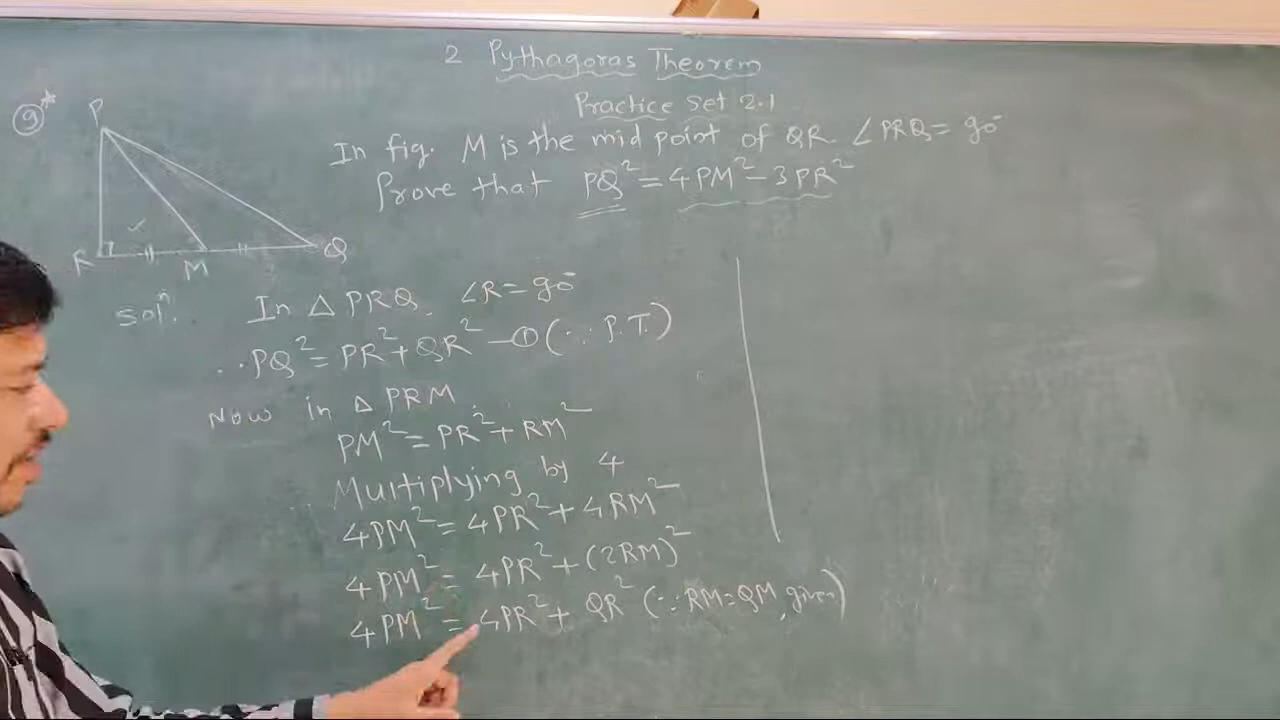 2 Pythagoras Theorem
Practice Set 2.1
9*
In fig. M is the mid point of QR ∠PRQ = 90°
Prove that PQ² = 4PM² − 3PR²
P
R
M
Q
Solⁿ. In △ PRQ, ∠R = 90°
∴ PQ² = PR² + QR² — ① (∵ P.T.)
Now in △ PRM
PM² = PR² + RM²
Multiplying by 4
4PM² = 4PR² + 4RM²
4PM² = 4PR² + (2RM)²
4PM² = 4PR² + QR² (∵ RM = QM, given)